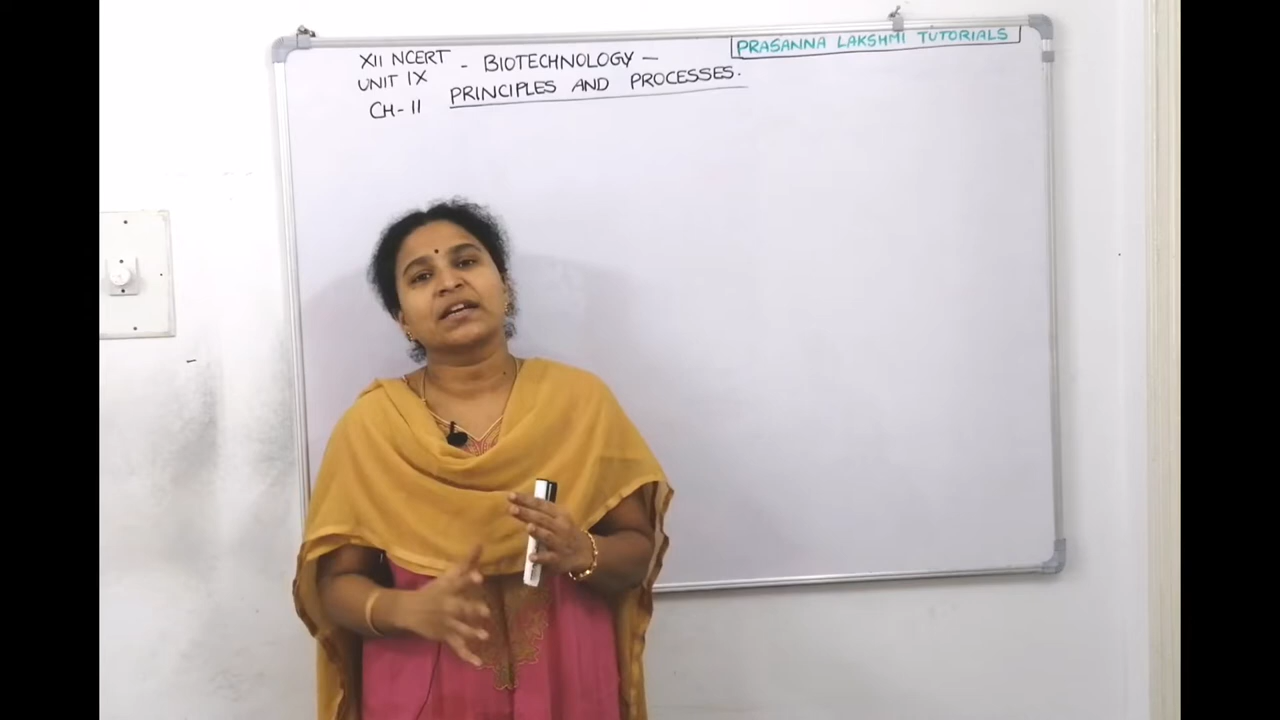 PRASANNA LAKSHMI TUTORIALS
XII NCERT - BIOTECHNOLOGY —
UNIT IX
CH-11 PRINCIPLES AND PROCESSES.